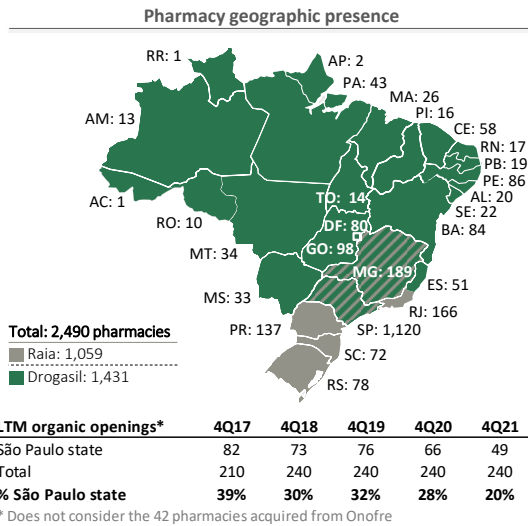 Pharmacy geographic presence
RR: 1
AP: 2
PA: 43
MA: 26
PI: 16
AM: 13
CE: 58
RN: 17
PB: 19
PE: 86
TO: 14
AL: 20
AC: 1
SE: 22
RO: 10
DF: 80
BA: 84
GO: 98
MT: 34
MG: 189
ES: 51
MS: 33
RJ: 166
PR: 137
SP: 1,120
Total: 2,490 pharmacies
Raia: 1,059
SC: 72
Drogasil: 1,431
RS: 78
LTM organic openings* 4Q17 4Q18 4Q19 4Q20 4Q21
São Paulo state 82 73 76 66 49
Total 210 240 240 240 240
% São Paulo state 39% 30% 32% 28% 20%
* Does not consider the 42 pharmacies acquired from Onofre